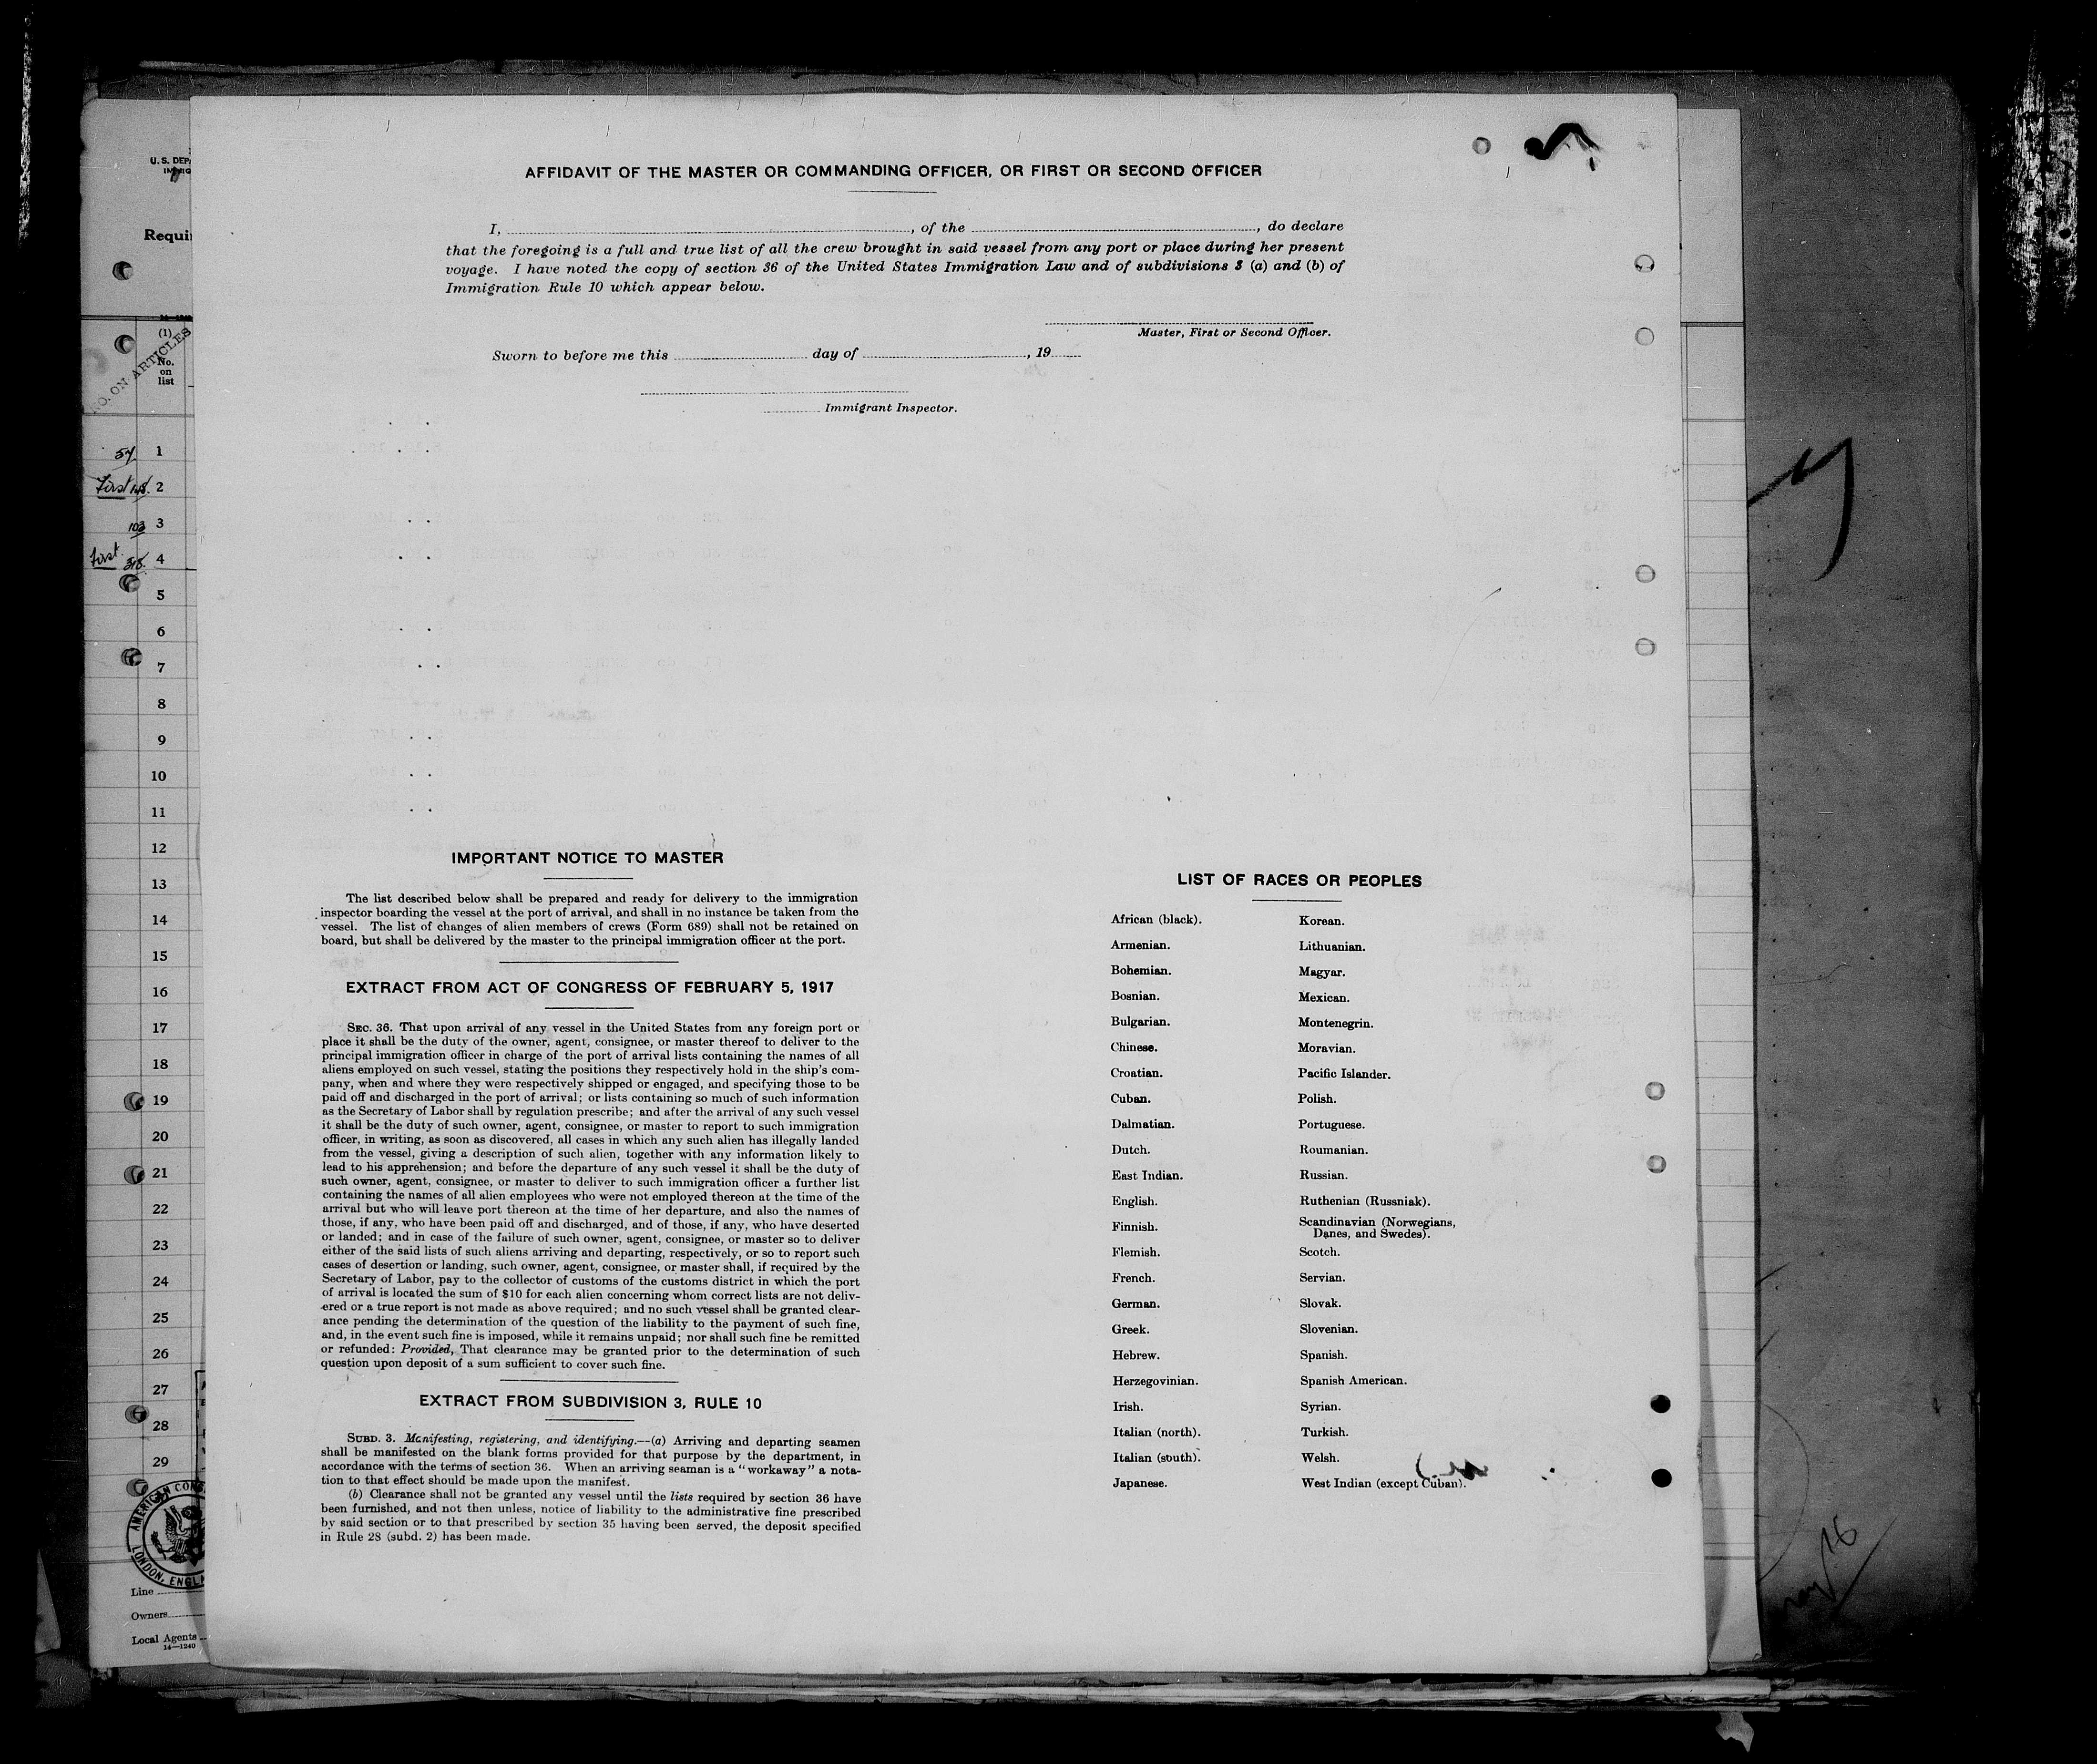 U. S. DEP
IMMIG
Requi
AFFIDAVIT OF THE MASTER OR COMMANDING OFFICER, OR FIRST OR SECOND OFFICER
I, , of the , do declare
that the foregoing is a full and true list of all the crew brought in said vessel from any port or place during her present
voyage. I have noted the copy of section 36 of the United States Immigration Law and of subdivisions 3 (a) and (b) of
Immigration Rule 10 which appear below.
Master, First or Second Officer.
Sworn to before me this day of , 19
Immigrant Inspector.
NO. ON ARTICLES
(1)
No.
on
list
54 1
First 2
103 3
First 4
5
6
7
8
9
10
11
12
13
14
15
16
17
18
19
20
21
22
23
24
25
26
27
28
29
AMERICAN CONS
LONDON, ENGLA
Line
Owners
Local Agents
14—1240
IMPORTANT NOTICE TO MASTER
The list described below shall be prepared and ready for delivery to the immigration
inspector boarding the vessel at the port of arrival, and shall in no instance be taken from the
vessel. The list of changes of alien members of crews (Form 689) shall not be retained on
board, but shall be delivered by the master to the principal immigration officer at the port.
EXTRACT FROM ACT OF CONGRESS OF FEBRUARY 5, 1917
SEC. 36. That upon arrival of any vessel in the United States from any foreign port or
place it shall be the duty of the owner, agent, consignee, or master thereof to deliver to the
principal immigration officer in charge of the port of arrival lists containing the names of all
aliens employed on such vessel, stating the positions they respectively hold in the ship's com-
pany, when and where they were respectively shipped or engaged, and specifying those to be
paid off and discharged in the port of arrival; or lists containing so much of such information
as the Secretary of Labor shall by regulation prescribe; and after the arrival of any such vessel
it shall be the duty of such owner, agent, consignee, or master to report to such immigration
officer, in writing, as soon as discovered, all cases in which any such alien has illegally landed
from the vessel, giving a description of such alien, together with any information likely to
lead to his apprehension; and before the departure of any such vessel it shall be the duty of
such owner, agent, consignee, or master to deliver to such immigration officer a further list
containing the names of all alien employees who were not employed thereon at the time of the
arrival but who will leave port thereon at the time of her departure, and also the names of
those, if any, who have been paid off and discharged, and of those, if any, who have deserted
or landed; and in case of the failure of such owner, agent, consignee, or master so to deliver
either of the said lists of such aliens arriving and departing, respectively, or so to report such
cases of desertion or landing, such owner, agent, consignee, or master shall, if required by the
Secretary of Labor, pay to the collector of customs of the customs district in which the port
of arrival is located the sum of $10 for each alien concerning whom correct lists are not deliv-
ered or a true report is not made as above required; and no such vessel shall be granted clear-
ance pending the determination of the question of the liability to the payment of such fine,
and, in the event such fine is imposed, while it remains unpaid; nor shall such fine be remitted
or refunded: Provided, That clearance may be granted prior to the determination of such
question upon deposit of a sum sufficient to cover such fine.
EXTRACT FROM SUBDIVISION 3, RULE 10
SUBD. 3. Manifesting, registering, and identifying.—(a) Arriving and departing seamen
shall be manifested on the blank forms provided for that purpose by the department, in
accordance with the terms of section 36. When an arriving seaman is a "workaway" a nota-
tion to that effect should be made upon the manifest.
(b) Clearance shall not be granted any vessel until the lists required by section 36 have
been furnished, and not then unless, notice of liability to the administrative fine prescribed
by said section or to that prescribed by section 35 having been served, the deposit specified
in Rule 28 (subd. 2) has been made.
LIST OF RACES OR PEOPLES
African (black).
Armenian.
Bohemian.
Bosnian.
Bulgarian.
Chinese.
Croatian.
Cuban.
Dalmatian.
Dutch.
East Indian.
English.
Finnish.
Flemish.
French.
German.
Greek.
Hebrew.
Herzegovinian.
Irish.
Italian (north).
Italian (south).
Japanese.
Korean.
Lithuanian.
Magyar.
Mexican.
Montenegrin.
Moravian.
Pacific Islander.
Polish.
Portuguese.
Roumanian.
Russian.
Ruthenian (Russniak).
Scandinavian (Norwegians,
Danes, and Swedes).
Scotch.
Servian.
Slovak.
Slovenian.
Spanish.
Spanish American.
Syrian.
Turkish.
Welsh.
West Indian (except Cuban).